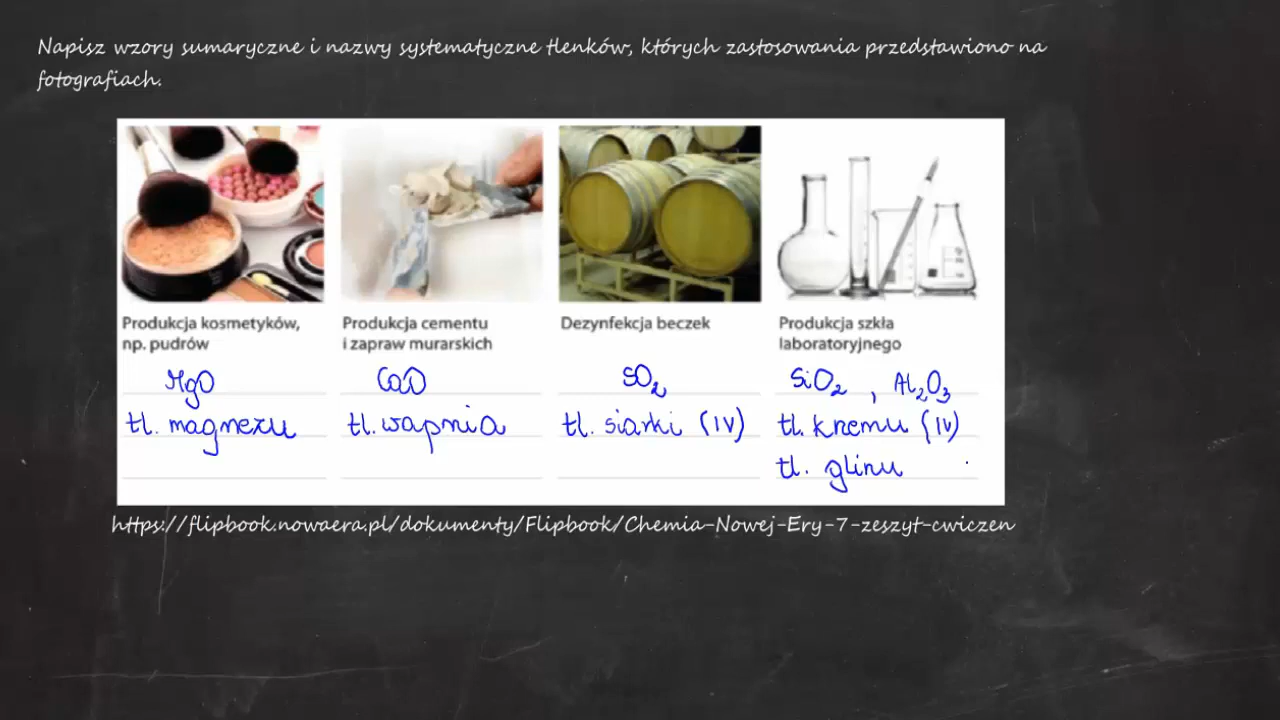 Napisz wzory sumaryczne i nazwy systematyczne tlenków, których zastosowania przedstawiono na
fotografiach.
Produkcja kosmetyków,
np. pudrów
MgO
tl. magnezu
Produkcja cementu
i zapraw murarskich
CaO
tl. wapnia
Dezynfekcja beczek
SO₂
tl. siarki (IV)
Produkcja szkła
laboratoryjnego
SiO₂ , Al₂O₃
tl. krzemu (IV)
tl. glinu
https://flipbook.nowaera.pl/dokumenty/Flipbook/Chemia-Nowej-Ery-7-zeszyt-cwiczen